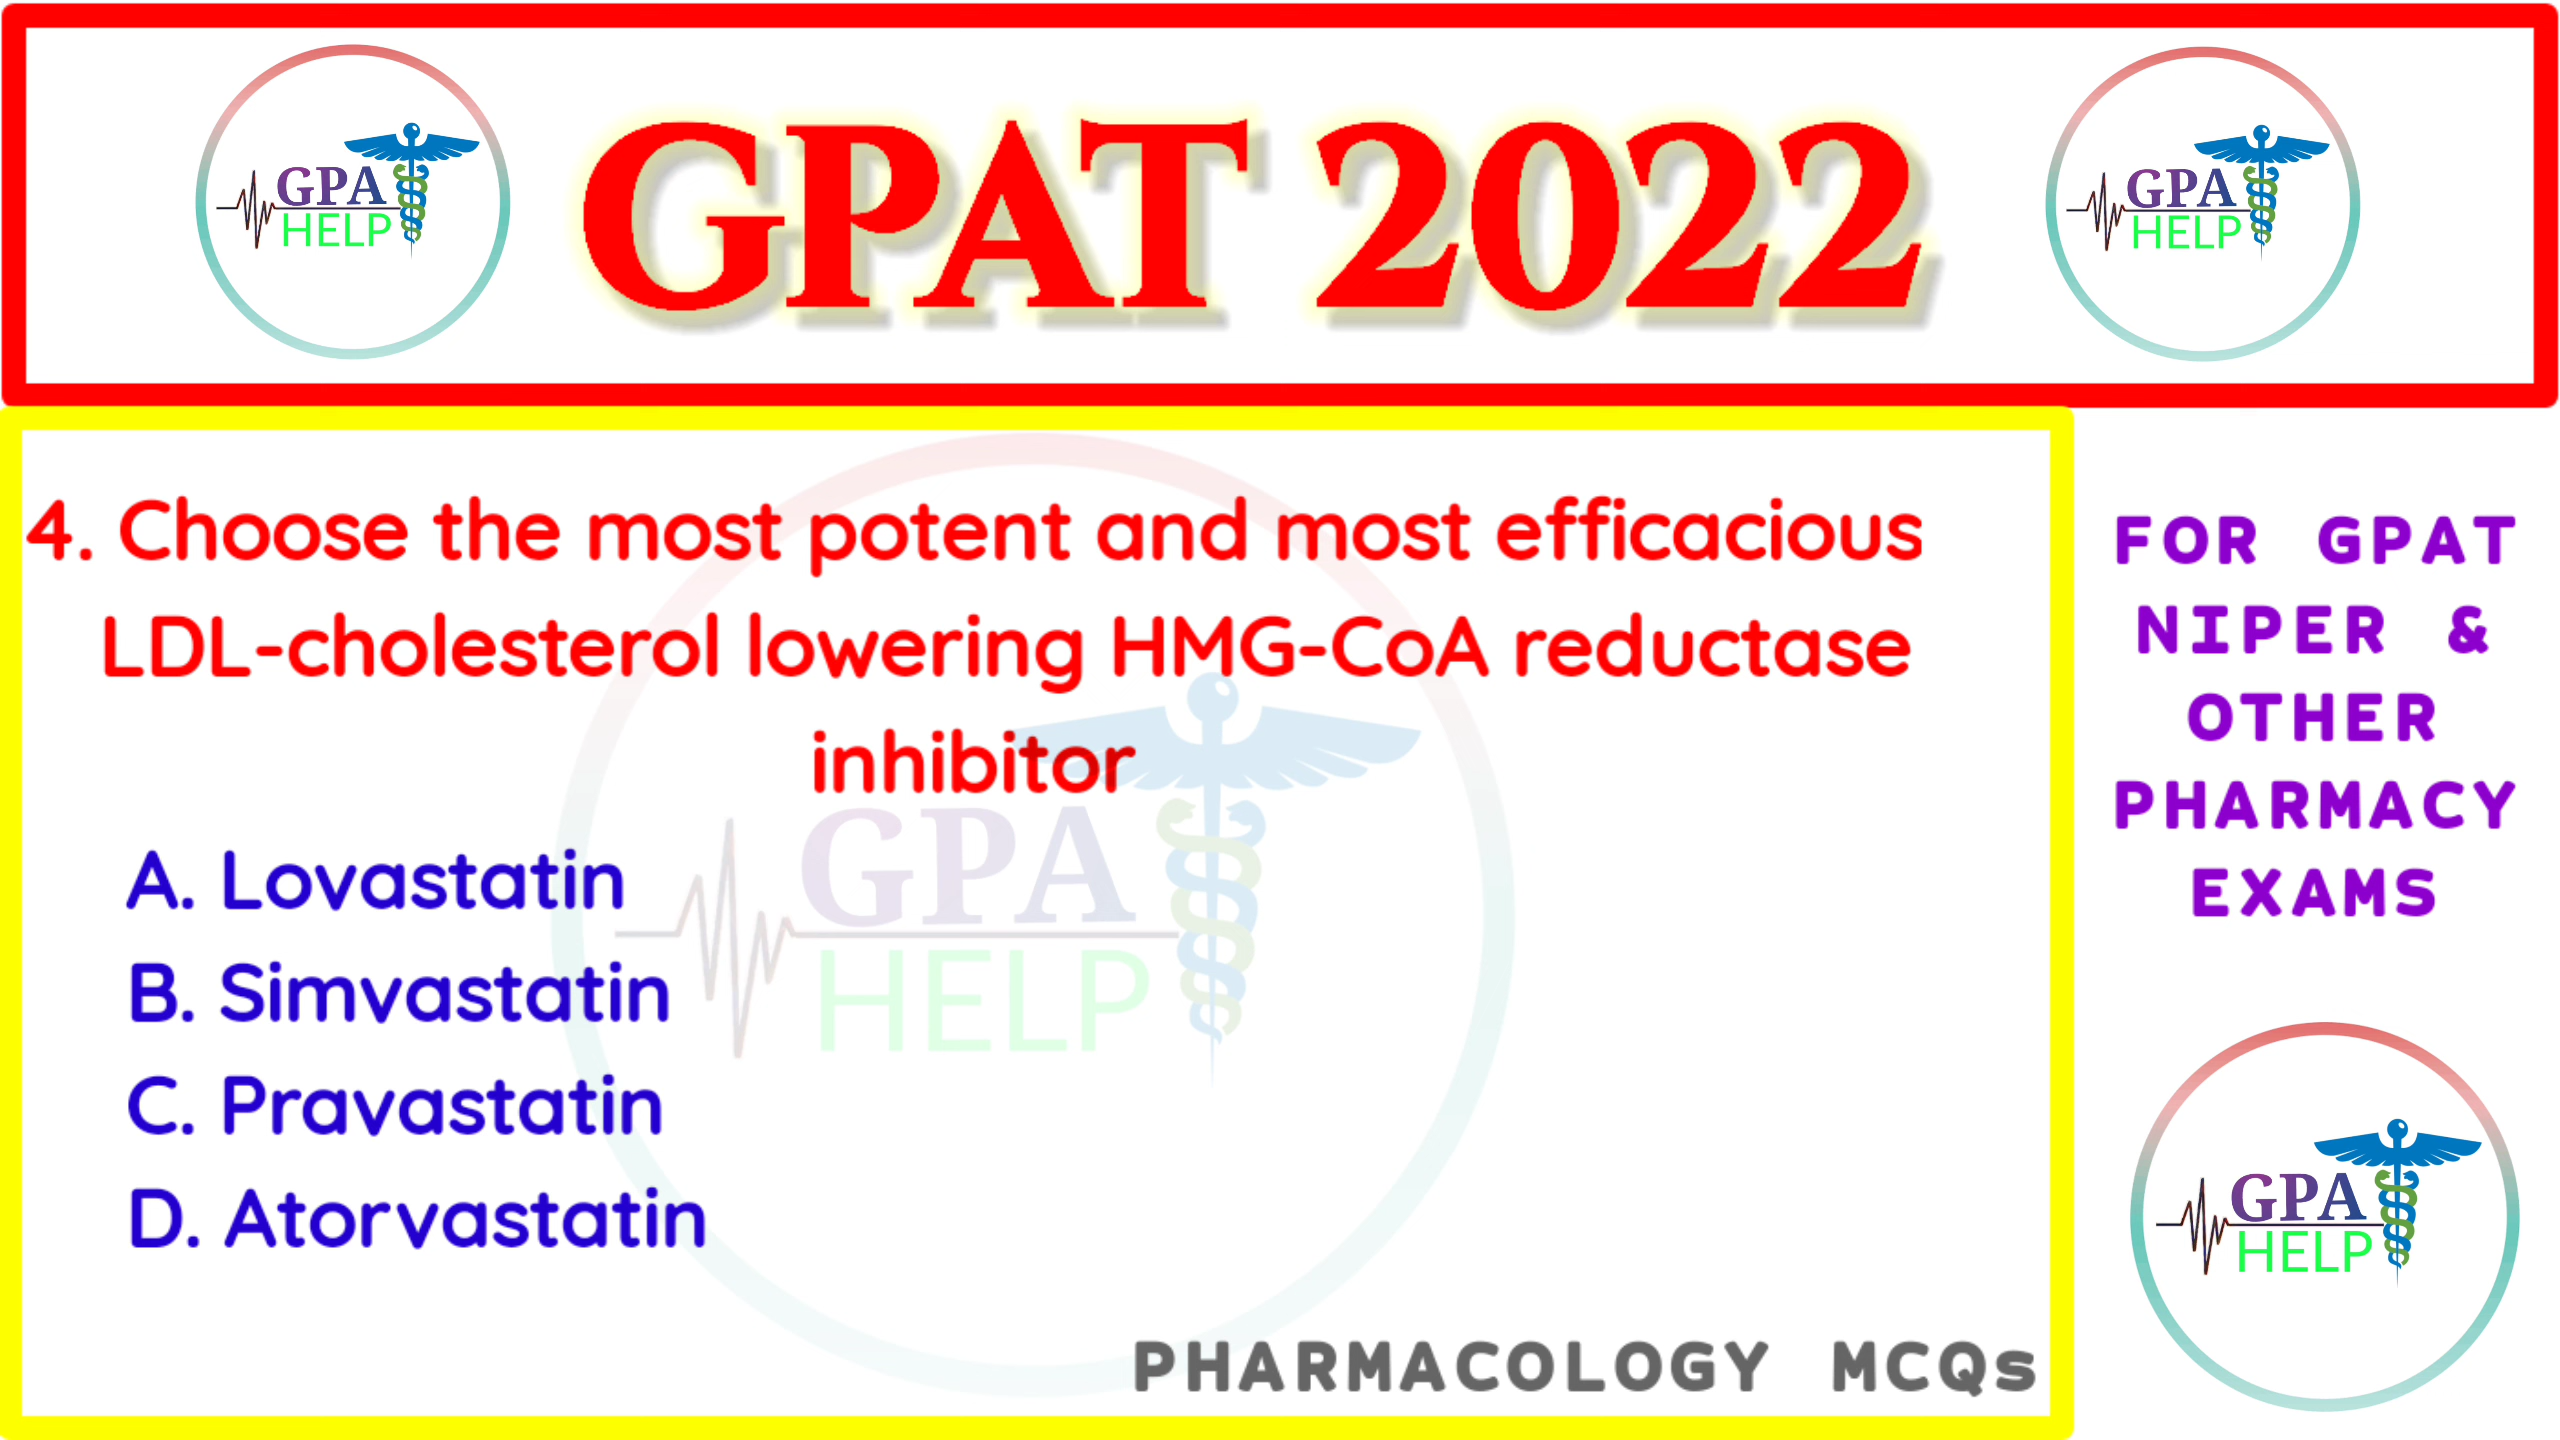 GPA
HELP
GPAT 2022
GPA
HELP
4. Choose the most potent and most efficacious
LDL-cholesterol lowering HMG-CoA reductase
inhibitor
A. Lovastatin
B. Simvastatin
C. Pravastatin
D. Atorvastatin
GPA
HELP
PHARMACOLOGY MCQs
FOR GPAT
NIPER &
OTHER
PHARMACY
EXAMS
GPA
HELP